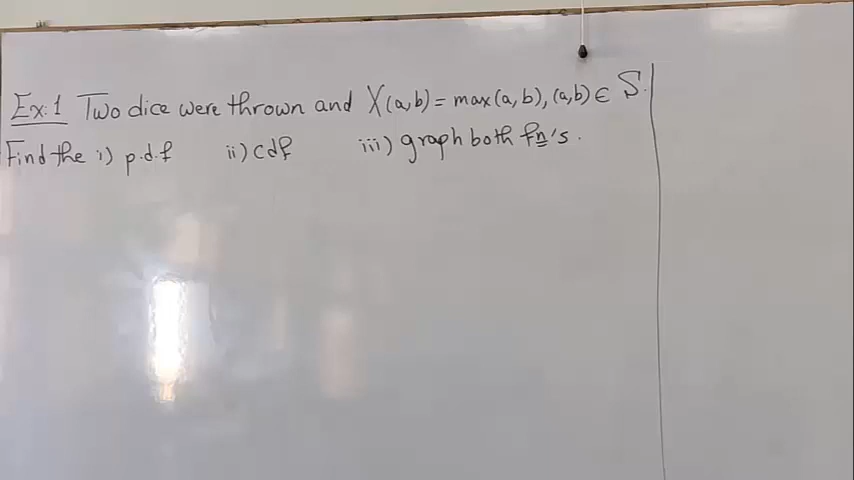 Ex:1 Two dice were thrown and X(a,b) = max(a,b), (a,b) ∈ S.
Find the i) p.d.f ii) cdf iii) graph both fn's.